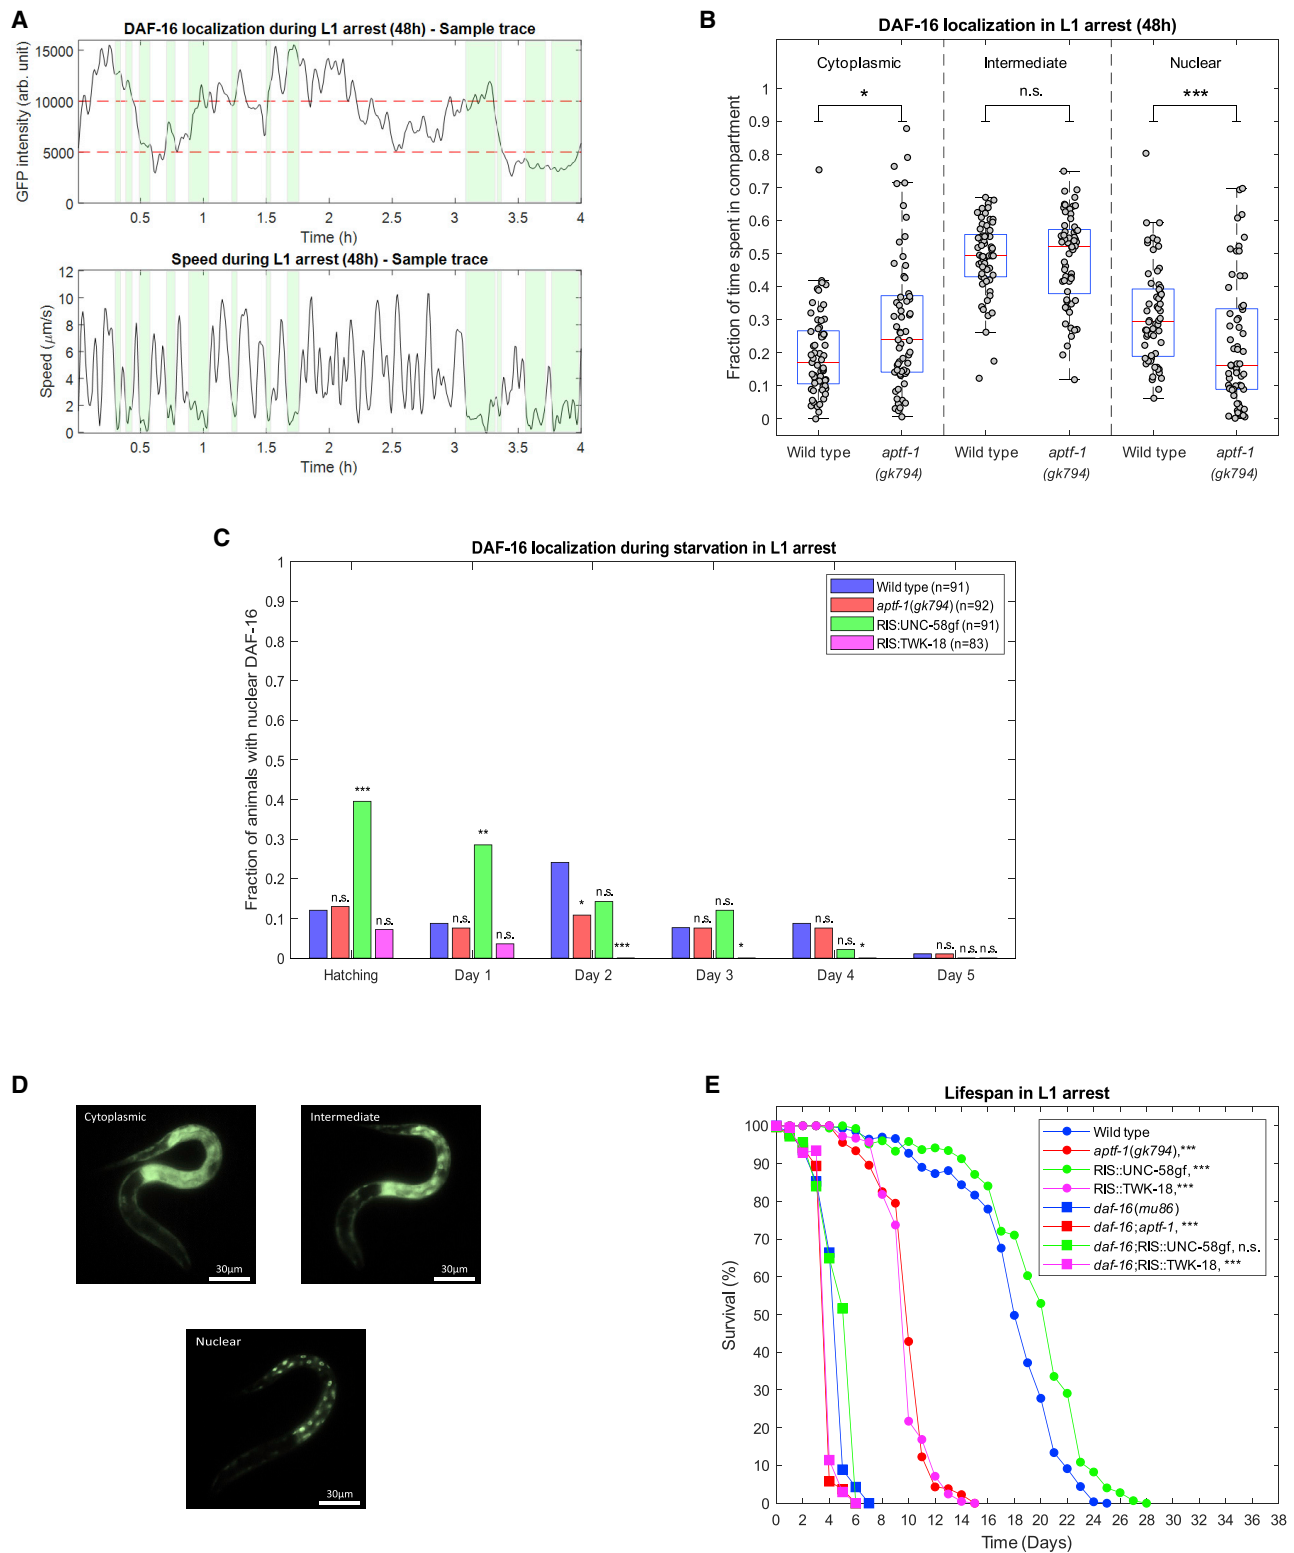 A
DAF-16 localization during L1 arrest (48h) - Sample trace
GFP intensity (arb. unit)
15000
10000
5000
0
0.5 1 1.5 2 2.5 3 3.5 4
Time (h)
Speed during L1 arrest (48h) - Sample trace
Speed (μm/s)
12
10
8
6
4
2
0
0.5 1 1.5 2 2.5 3 3.5 4
Time (h)
B
DAF-16 localization in L1 arrest (48h)
Cytoplasmic Intermediate Nuclear
* n.s. ***
Fraction of time spent in compartment
1
0.9
0.8
0.7
0.6
0.5
0.4
0.3
0.2
0.1
0
Wild type aptf-1 Wild type aptf-1 Wild type aptf-1
(gk794) (gk794) (gk794)
C
DAF-16 localization during starvation in L1 arrest
Fraction of animals with nuclear DAF-16
1
0.9
0.8
0.7
0.6
0.5
0.4
0.3
0.2
0.1
0
Wild type (n=91)
aptf-1(gk794) (n=92)
RIS:UNC-58gf (n=91)
RIS:TWK-18 (n=83)
n.s. *** n.s.
n.s. ** n.s.
* n.s. ***
n.s. n.s. *
n.s. n.s. *
n.s. n.s. n.s.
Hatching Day 1 Day 2 Day 3 Day 4 Day 5
D
Cytoplasmic
30μm
Intermediate
30μm
Nuclear
30μm
E
Lifespan in L1 arrest
Survival (%)
100
90
80
70
60
50
40
30
20
10
0
Wild type
aptf-1(gk794),***
RIS::UNC-58gf, ***
RIS::TWK-18,***
daf-16(mu86)
daf-16;aptf-1, ***
daf-16;RIS::UNC-58gf, n.s.
daf-16;RIS::TWK-18, ***
0 2 4 6 8 10 12 14 16 18 20 22 24 26 28 30 32 34 36 38
Time (Days)